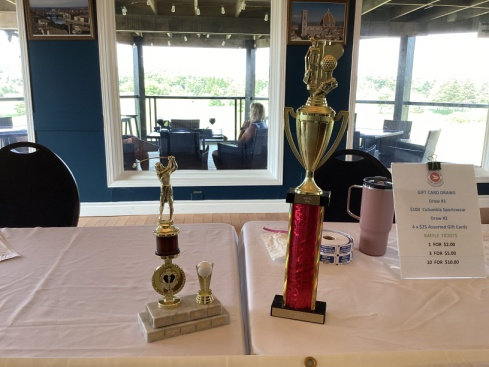 GIFT CARD DRAWS
Draw #1
$100 Columbia Sportswear
Draw #2
4 x $25 Assorted Gift Cards
RAFFLE TICKETS
1 FOR $2.00
3 FOR $5.00
10 FOR $10.00